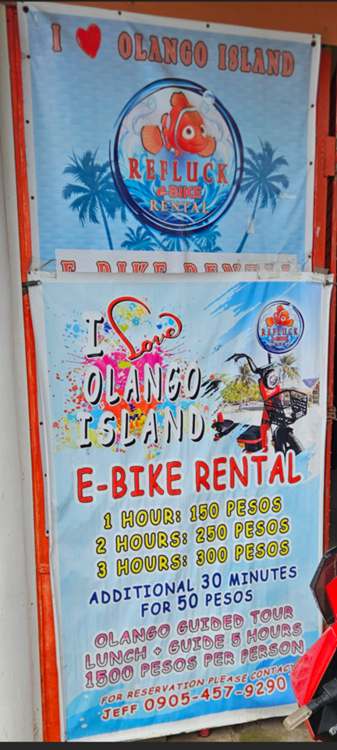 I ❤ OLANGO ISLAND
REFLUCK
e-BIKE
RENTAL
E-BIKE RENTAL
I Love
OLANGO
ISLAND
REFLUCK
E-BIKE RENTAL
1 HOUR: 150 PESOS
2 HOURS: 250 PESOS
3 HOURS: 300 PESOS
ADDITIONAL 30 MINUTES
FOR 50 PESOS
OLANGO GUIDED TOUR
LUNCH + GUIDE 5 HOURS
1500 PESOS PER PERSON
FOR RESERVATION PLEASE CONTACT
JEFF 0905-457-9290